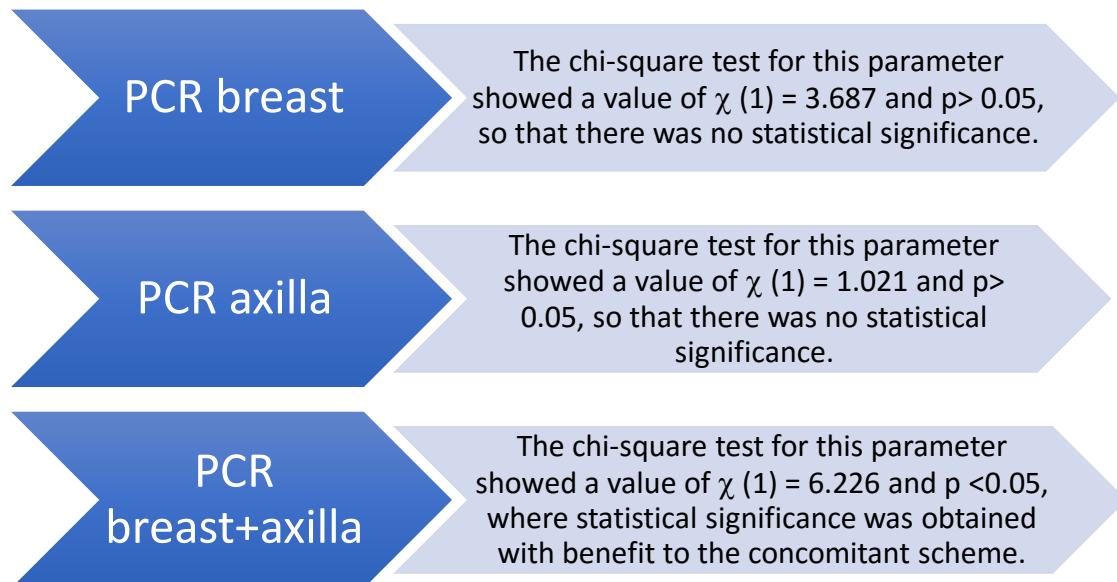 PCR breast
The chi-square test for this parameter
showed a value of χ (1) = 3.687 and p> 0.05,
so that there was no statistical significance.
PCR axilla
The chi-square test for this parameter
showed a value of χ (1) = 1.021 and p>
0.05, so that there was no statistical
significance.
PCR
breast+axilla
The chi-square test for this parameter
showed a value of χ (1) = 6.226 and p <0.05,
where statistical significance was obtained
with benefit to the concomitant scheme.